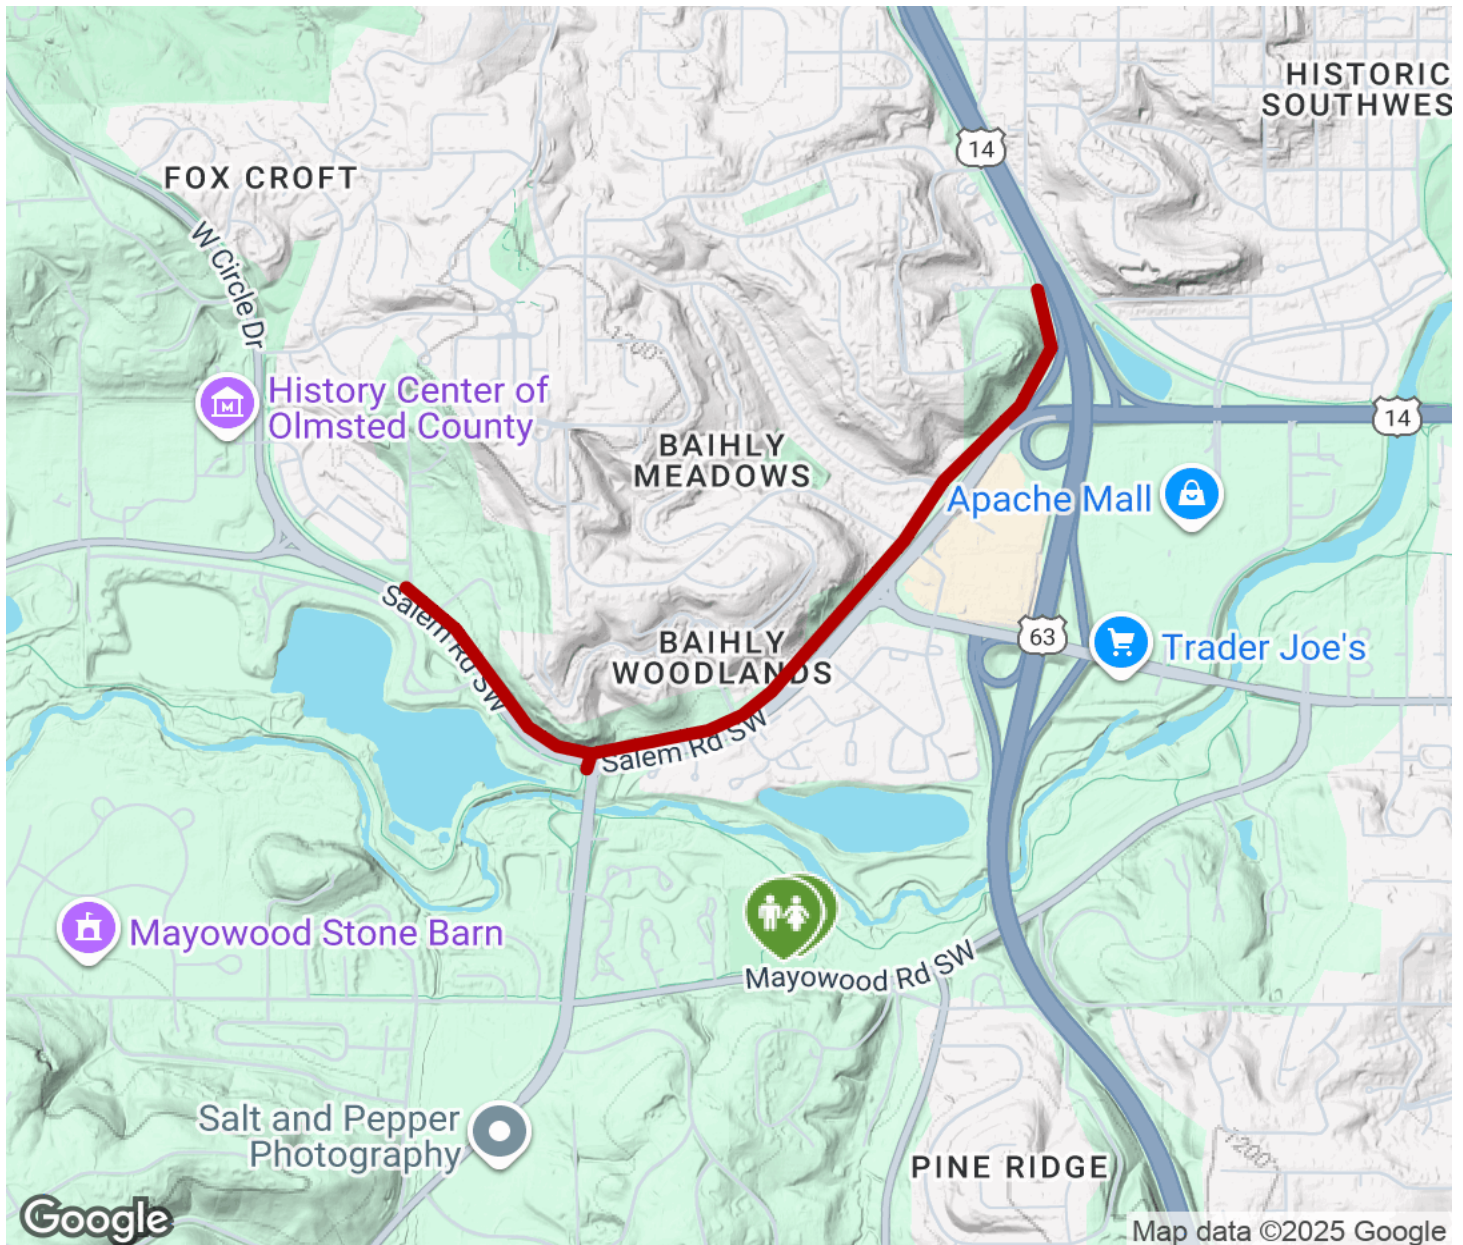 HISTORIC
SOUTHWES
14
FOX CROFT
W Circle Dr
1200
History Center of
Olmsted County
14
BAIHLY
MEADOWS
Apache Mall
Salem Rd SW
63
BAIHLY
WOODLANDS
Trader Joe's
Salem Rd SW
Mayowood Stone Barn
Mayowood Rd SW
Salt and Pepper
Photography
PINE RIDGE
1200
Google
Map data ©2025 Google